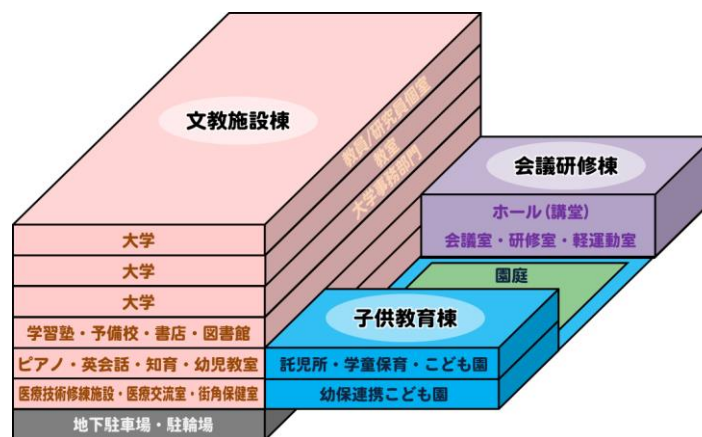 文教施設棟
教員/研究員個室
教室
大学事務部門
大学
大学
大学
学習塾・予備校・書店・図書館
ピアノ・英会話・知育・幼児教室
医療技術修練施設・医療交流室・街角保健室
地下駐車場・駐輪場
会議研修棟
ホール(講堂)
会議室・研修室・軽運動室
園庭
子供教育棟
託児所・学童保育・こども園
幼保連携こども園